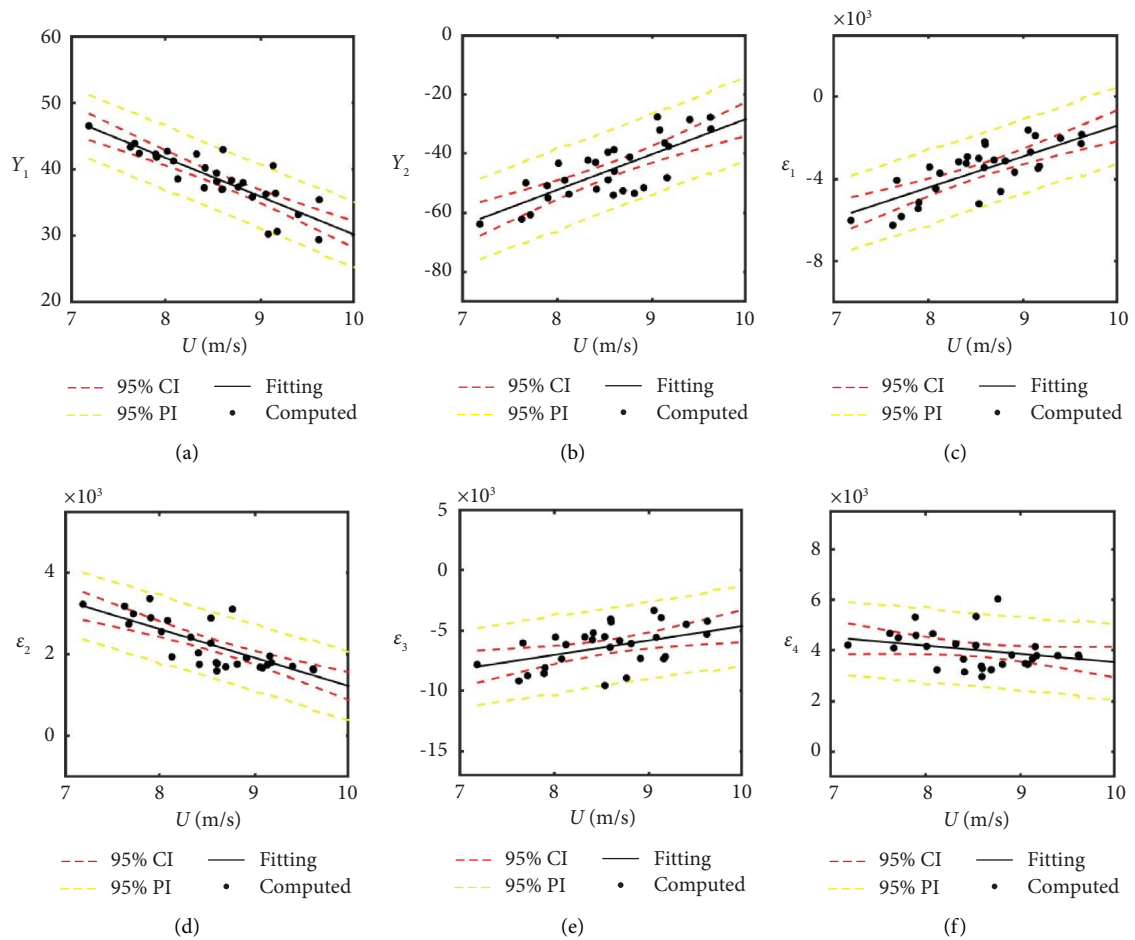 60
50
40
30
20
Y1
7 8 9 10
U (m/s)
95% CI Fitting
95% PI Computed
(a)
0
-20
-40
-60
-80
Y2
7 8 9 10
U (m/s)
95% CI Fitting
95% PI Computed
(b)
×10³
0
-4
-8
ε1
7 8 9 10
U (m/s)
95% CI Fitting
95% PI Computed
(c)
×10³
4
2
0
ε2
7 8 9 10
U (m/s)
95% CI Fitting
95% PI Computed
(d)
×10³
5
0
-5
-10
-15
ε3
7 8 9 10
U (m/s)
95% CI Fitting
95% PI Computed
(e)
×10³
8
6
4
2
0
ε4
7 8 9 10
U (m/s)
95% CI Fitting
95% PI Computed
(f)